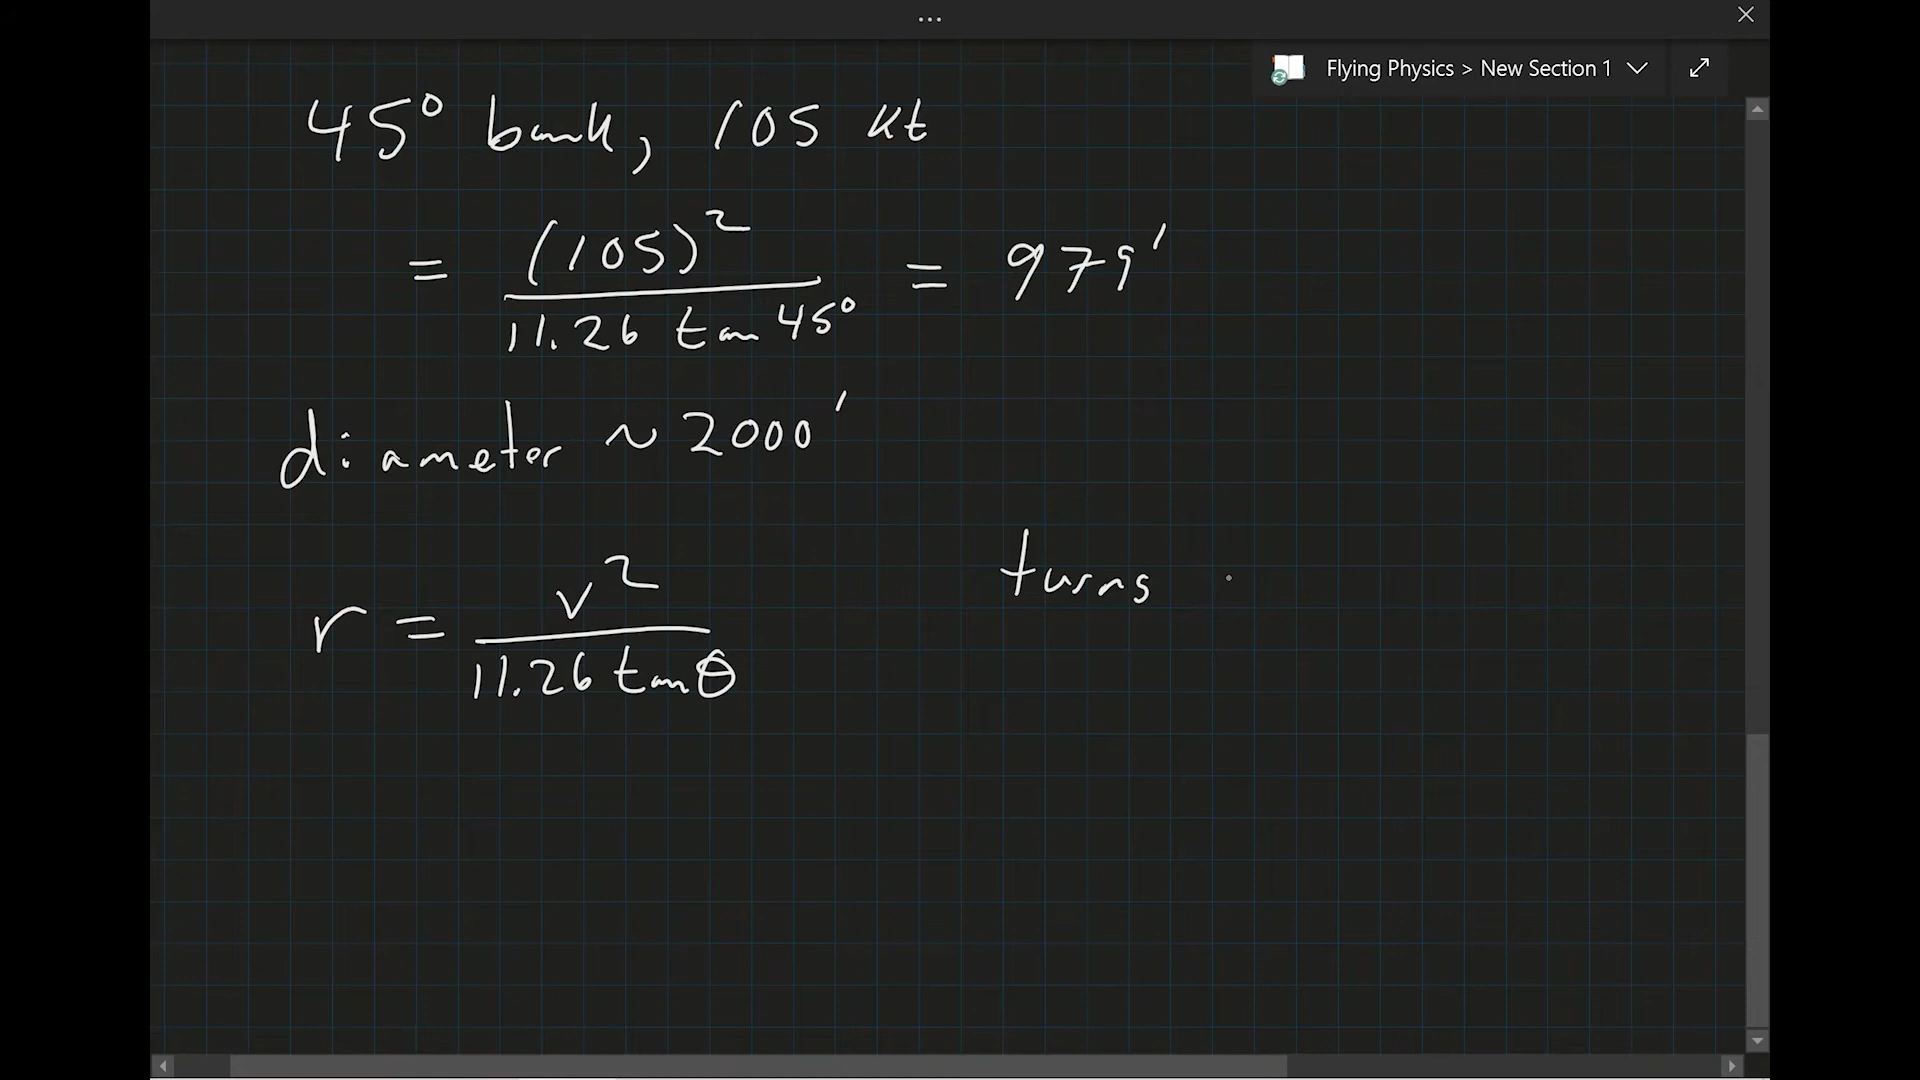 ...
Flying Physics > New Section 1
45° bank, 105 kt
= (105)² / 11.26 tan 45° = 979'
diameter ~ 2000'
r = v² / 11.26 tan θ
turns